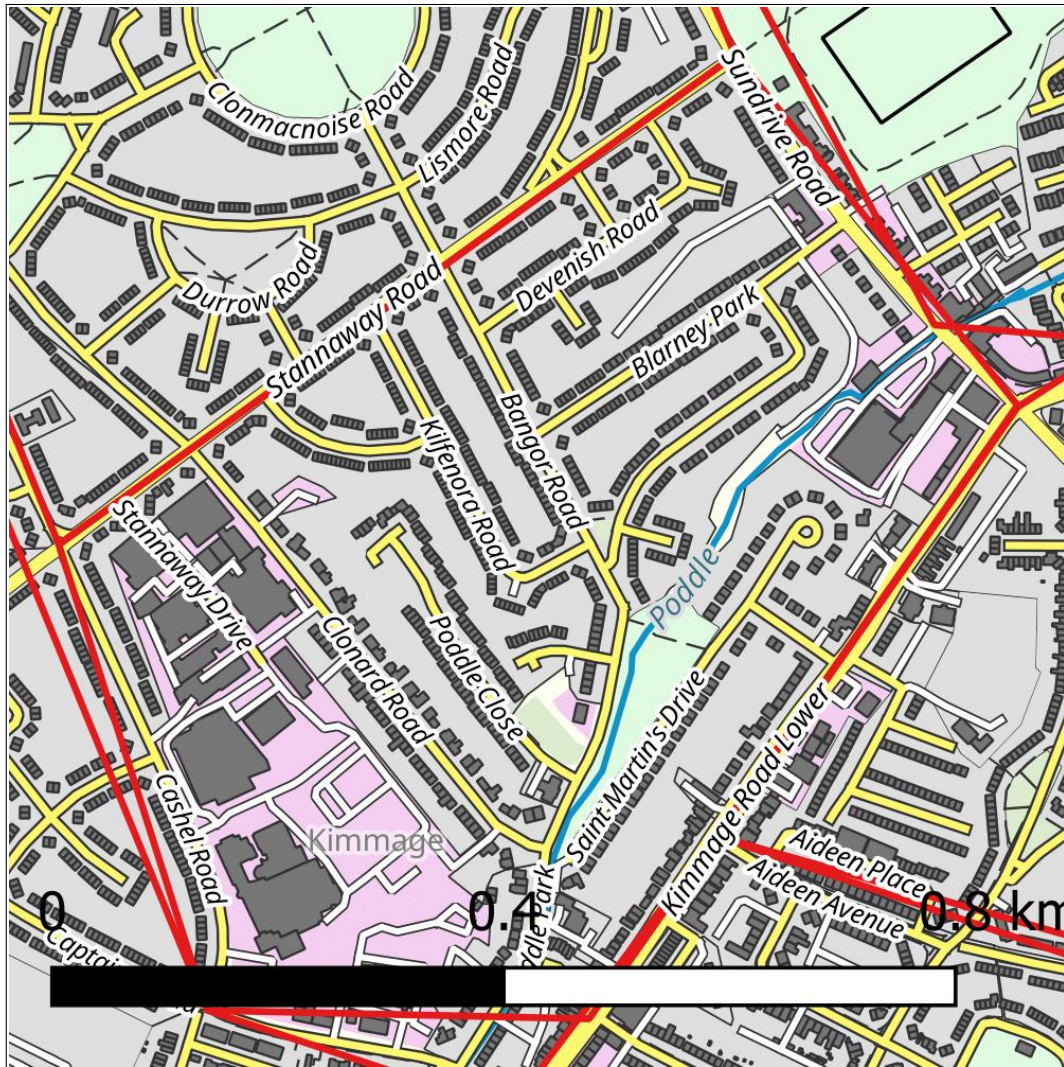 Clonmacnoise Road
Lismore Road
Sundrive Road
Devenish Road
Durrow Road
Stannaway Road
Blarney Park
Bangor Road
Kilfenora Road
Stannaway Drive
Poddle
Clonard Road
Poddle Close
Saint Martin's Drive
Kimmage Road Lower
Cashel Road
Kimmage
Aideen Place
Aideen Avenue
0
0.4
0.8 km
Park